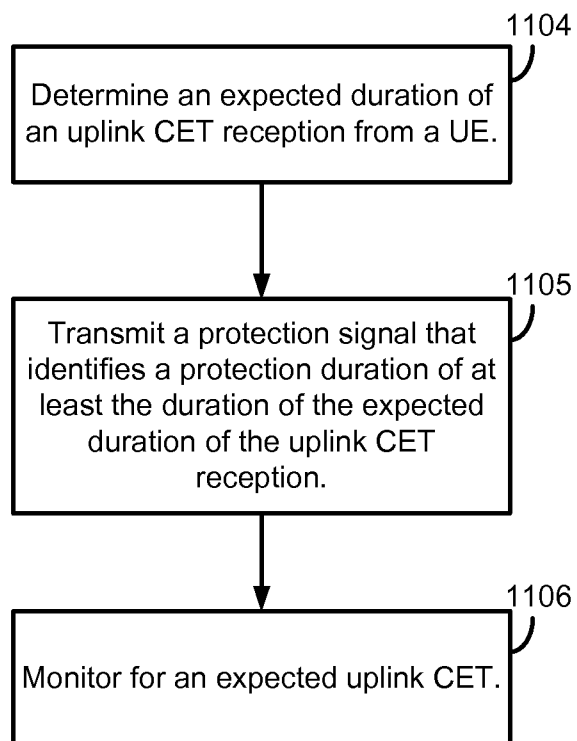 1104
Determine an expected duration of
an uplink CET reception from a UE.
1105
Transmit a protection signal that
identifies a protection duration of at
least the duration of the expected
duration of the uplink CET
reception.
1106
Monitor for an expected uplink CET.